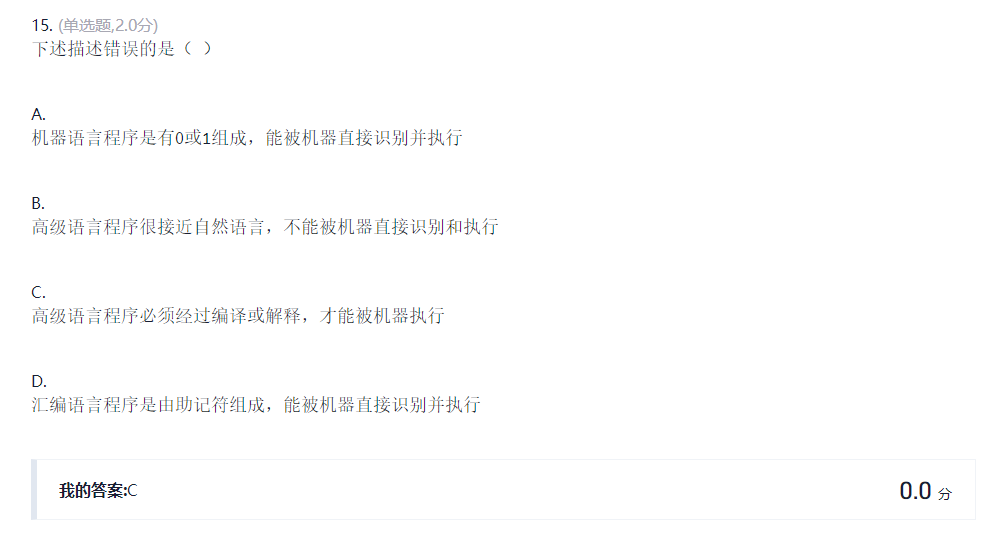 15. (单选题,2.0分)
下述描述错误的是（ ）
A.
机器语言程序是有0或1组成，能被机器直接识别并执行
B.
高级语言程序很接近自然语言，不能被机器直接识别和执行
C.
高级语言程序必须经过编译或解释，才能被机器执行
D.
汇编语言程序是由助记符组成，能被机器直接识别并执行
我的答案:C 0.0 分